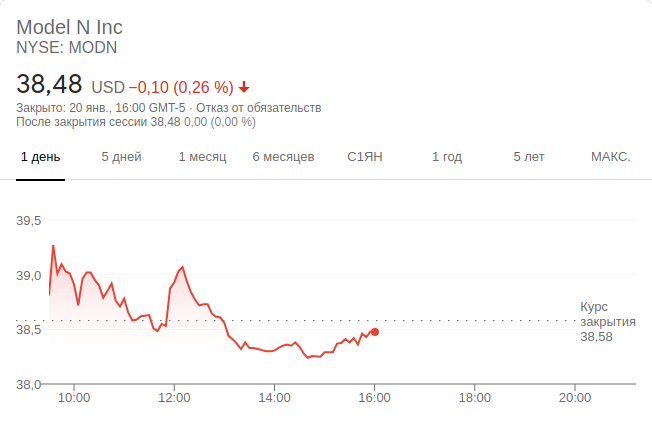 Model N Inc
NYSE: MODN
38,48 USD −0,10 (0,26 %)
Закрыто: 20 янв., 16:00 GMT-5 · Отказ от обязательств
После закрытия сессии 38,48 0,00 (0,00 %)
1 день 5 дней 1 месяц 6 месяцев С1ЯН 1 год 5 лет МАКС.
39,5
39,0
38,5
38,0
Курс
закрытия
38,58
10:00 12:00 14:00 16:00 18:00 20:00